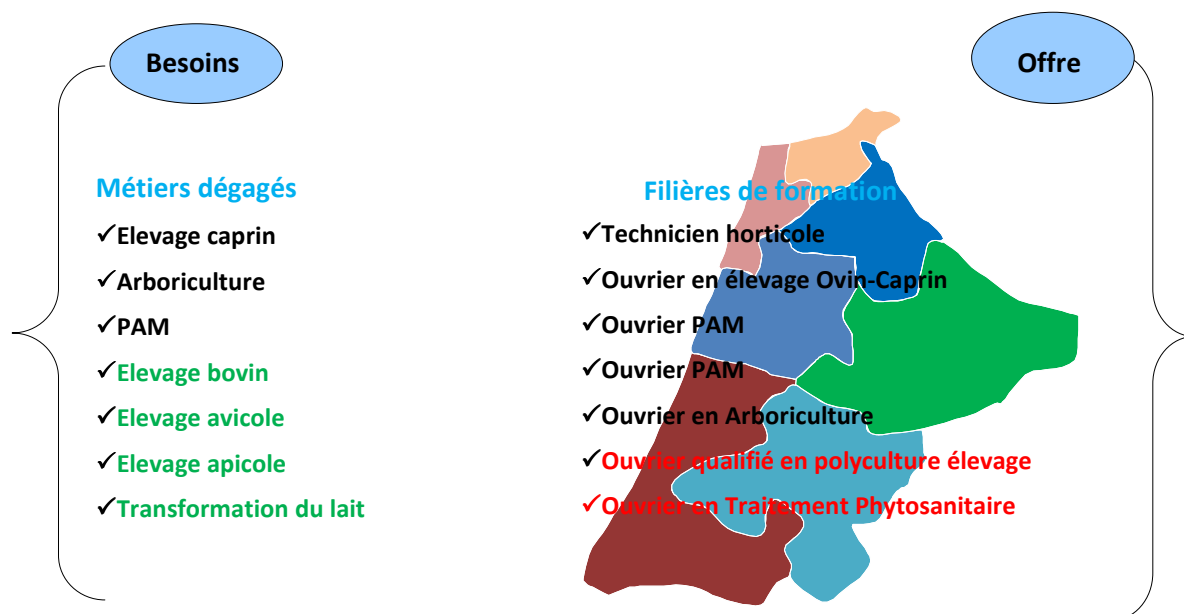 Besoins
Offre
Métiers dégagés
✓Elevage caprin
✓Arboriculture
✓PAM
✓Elevage bovin
✓Elevage avicole
✓Elevage apicole
✓Transformation du lait
Filières de formation
✓Technicien horticole
✓Ouvrier en élevage Ovin-Caprin
✓Ouvrier PAM
✓Ouvrier PAM
✓Ouvrier en Arboriculture
✓Ouvrier qualifié en polyculture élevage
✓Ouvrier en Traitement Phytosanitaire